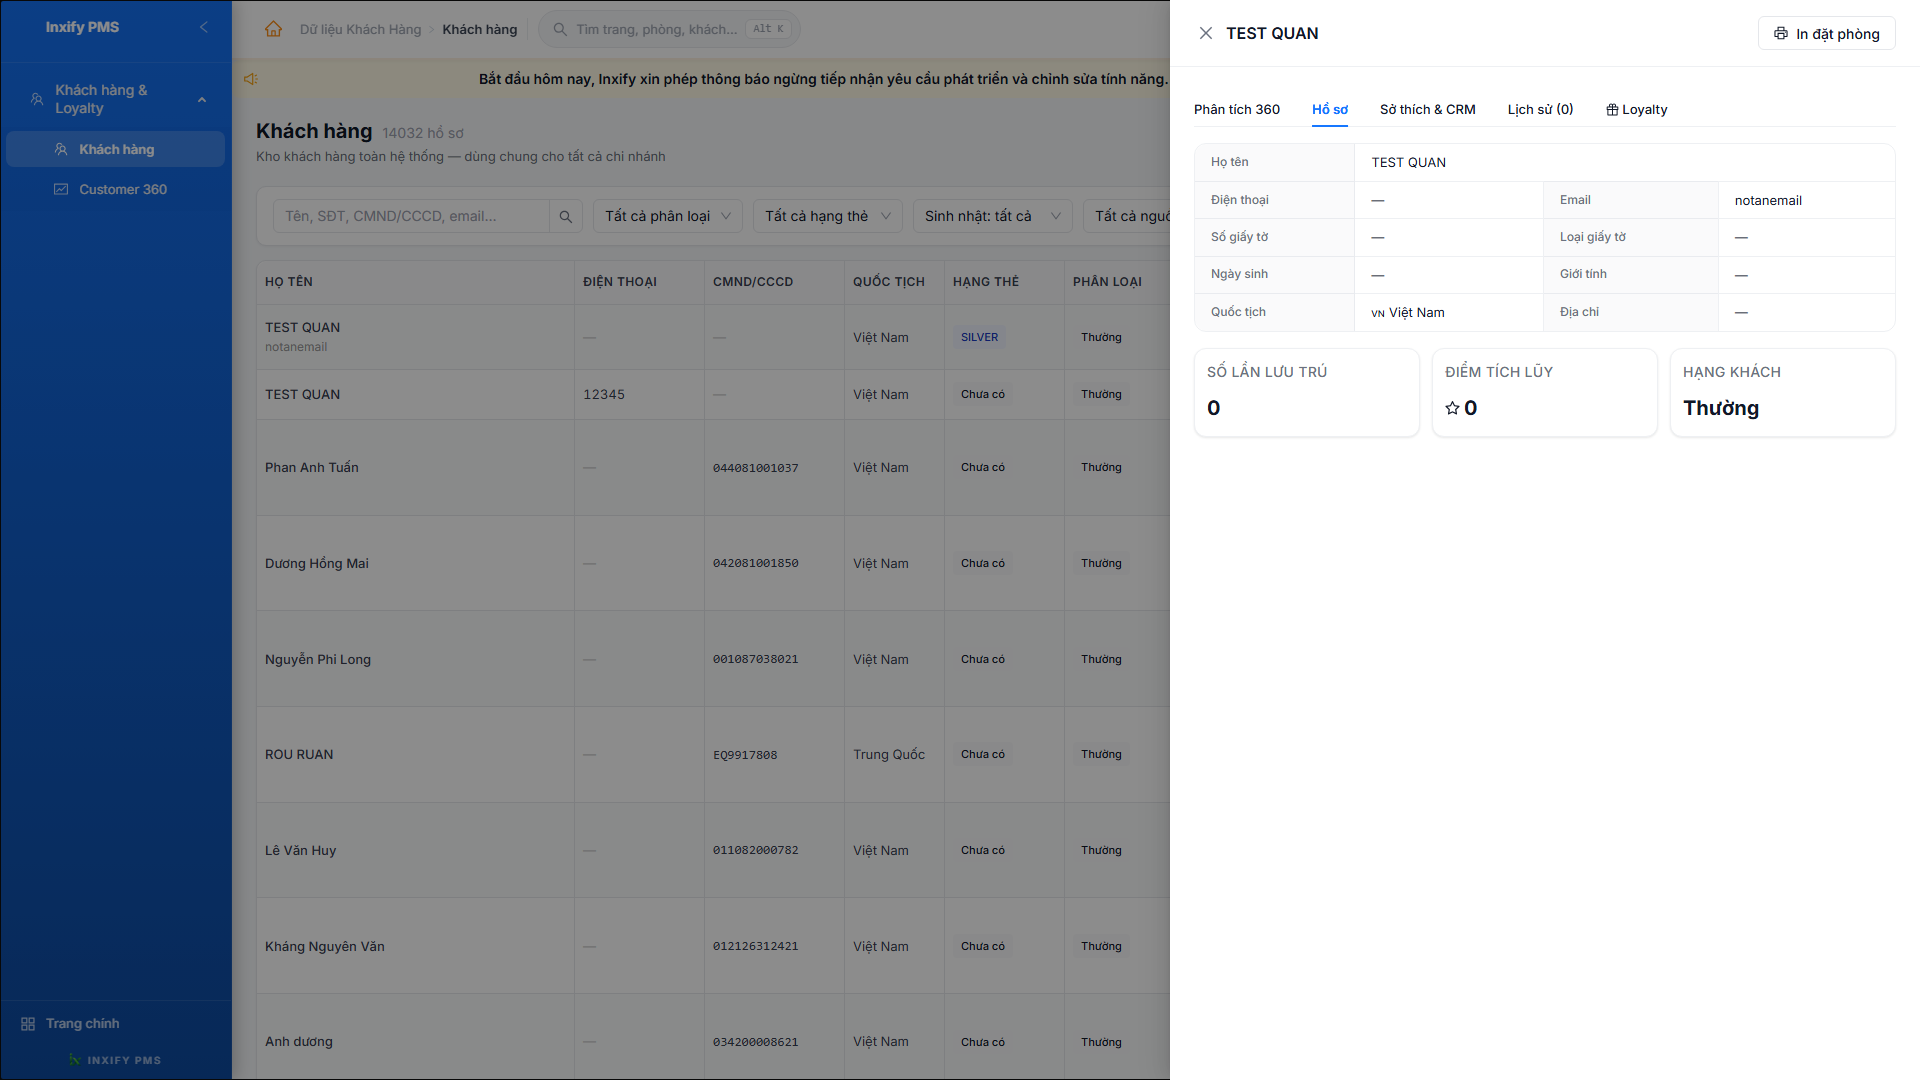 Inxify PMS
Khách hàng & Loyalty
Khách hàng
Customer 360
Trang chính
INXIFY PMS
Dữ liệu Khách Hàng > Khách hàng
Tìm trang, phòng, khách... Alt K
Bắt đầu hôm nay, Inxify xin phép thông báo ngừng tiếp nhận yêu cầu phát triển và chỉnh sửa tính năng.
Khách hàng 14032 hồ sơ
Kho khách hàng toàn hệ thống — dùng chung cho tất cả chi nhánh
Tên, SĐT, CMND/CCCD, email... Tất cả phân loại Tất cả hạng thẻ Sinh nhật: tất cả Tất cả nguồ
HỌ TÊN ĐIỆN THOẠI CMND/CCCD QUỐC TỊCH HẠNG THẺ PHÂN LOẠI
TEST QUAN — — Việt Nam SILVER Thường
notanemail
TEST QUAN 12345 — Việt Nam Chưa có Thường
Phan Anh Tuấn — 044081001037 Việt Nam Chưa có Thường
Dương Hồng Mai — 042081001850 Việt Nam Chưa có Thường
Nguyễn Phi Long — 001087038021 Việt Nam Chưa có Thường
ROU RUAN — EQ9917808 Trung Quốc Chưa có Thường
Lê Văn Huy — 011082000782 Việt Nam Chưa có Thường
Kháng Nguyên Văn — 012126312421 Việt Nam Chưa có Thường
Anh dương — 034200008621 Việt Nam Chưa có Thường
TEST QUAN
In đặt phòng
Phân tích 360 Hồ sơ Sở thích & CRM Lịch sử (0) Loyalty
Họ tên TEST QUAN
Điện thoại — Email notanemail
Số giấy tờ — Loại giấy tờ —
Ngày sinh — Giới tính —
Quốc tịch VN Việt Nam Địa chỉ —
SỐ LẦN LƯU TRÚ ĐIỂM TÍCH LŨY HẠNG KHÁCH
0 0 Thường